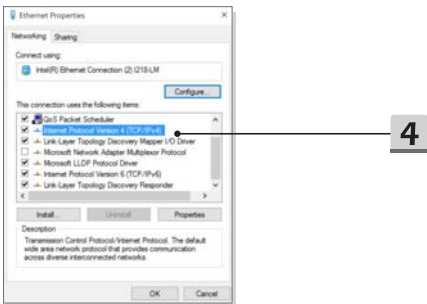 Ethernet Properties
Networking Sharing
Connect using:
Intel(R) Ethernet Connection (2) I218-LM
Configure...
This connection uses the following items:
QoS Packet Scheduler
Internet Protocol Version 4 (TCP/IPv4)
Link-Layer Topology Discovery Mapper I/O Driver
Microsoft Network Adapter Multiplexor Protocol
Microsoft LLDP Protocol Driver
Internet Protocol Version 6 (TCP/IPv6)
Link-Layer Topology Discovery Responder
Install... Uninstall Properties
Description
Transmission Control Protocol/Internet Protocol. The default
wide area network protocol that provides communication
across diverse interconnected networks.
OK Cancel
4